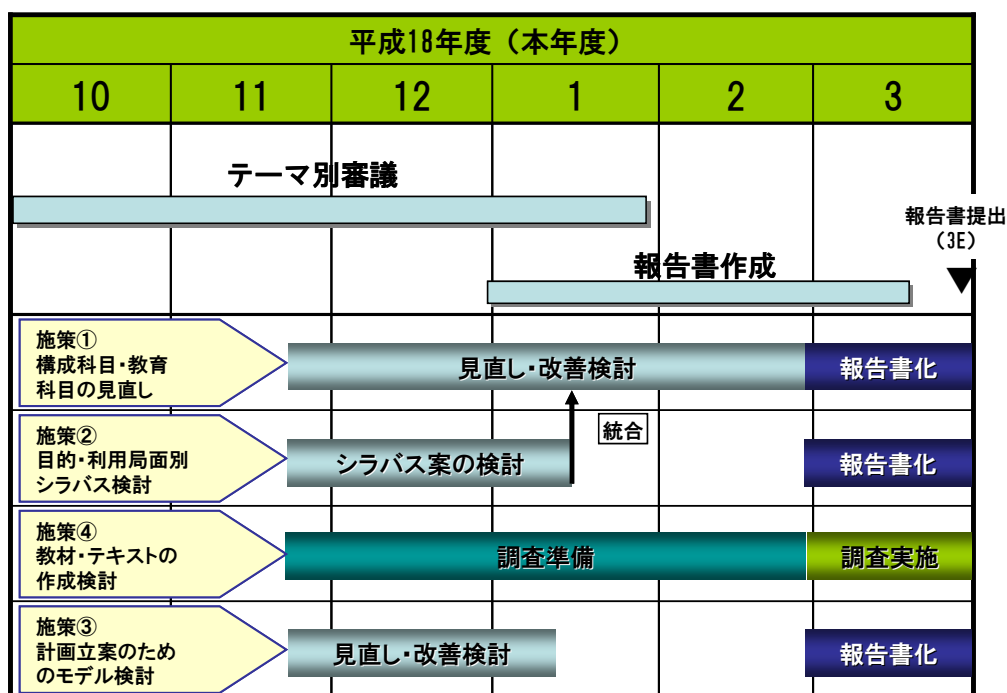 平成18年度（本年度）
10 11 12 1 2 3
テーマ別審議
報告書提出
（3E）
報告書作成
施策①
構成科目・教育
科目の見直し
見直し・改善検討
報告書化
統合
施策②
目的・利用局面別
シラバス検討
シラバス案の検討
報告書化
施策④
教材・テキストの
作成検討
調査準備
調査実施
施策③
計画立案のため
のモデル検討
見直し・改善検討
報告書化